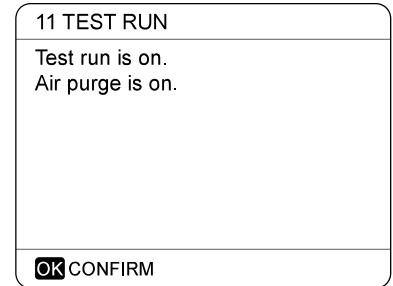 11 TEST RUN
Test run is on.
Air purge is on.
OK CONFIRM